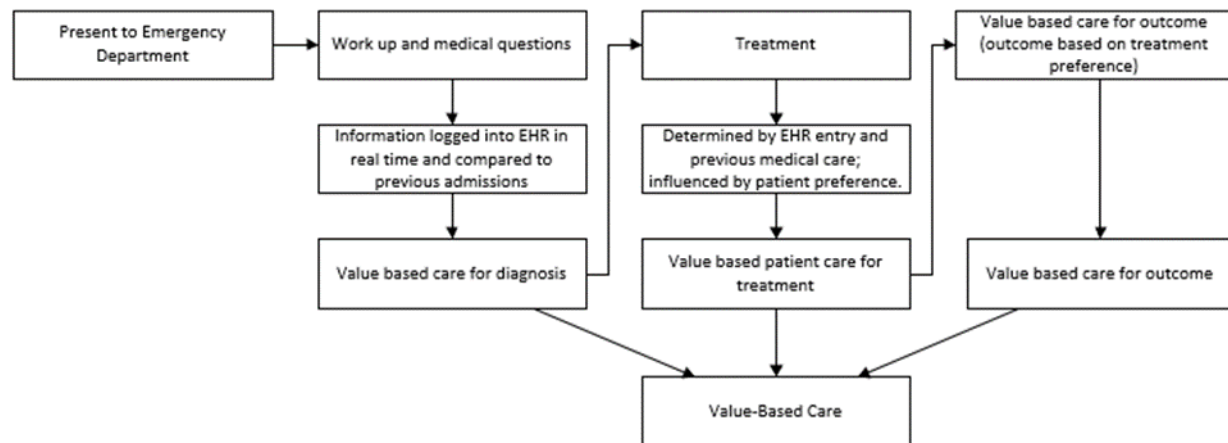 Present to Emergency
Department
Work up and medical questions
Treatment
Value based care for outcome
(outcome based on treatment
preference)
Information logged into EHR in
real time and compared to
previous admissions
Determined by EHR entry and
previous medical care;
influenced by patient preference.
Value based care for diagnosis
Value based patient care for
treatment
Value based care for outcome
Value-Based Care